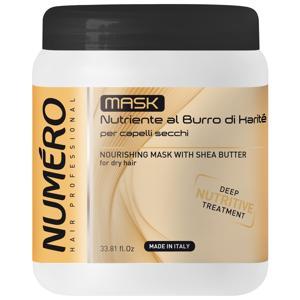 NUMÉRO
HAIR PROFESSIONAL
MASK
Nutriente al Burro di Karité
per capelli secchi
NOURISHING MASK WITH SHEA BUTTER
for dry hair
DEEP
NUTRITIVE
TREATMENT
33.81 fl.Oz
MADE IN ITALY